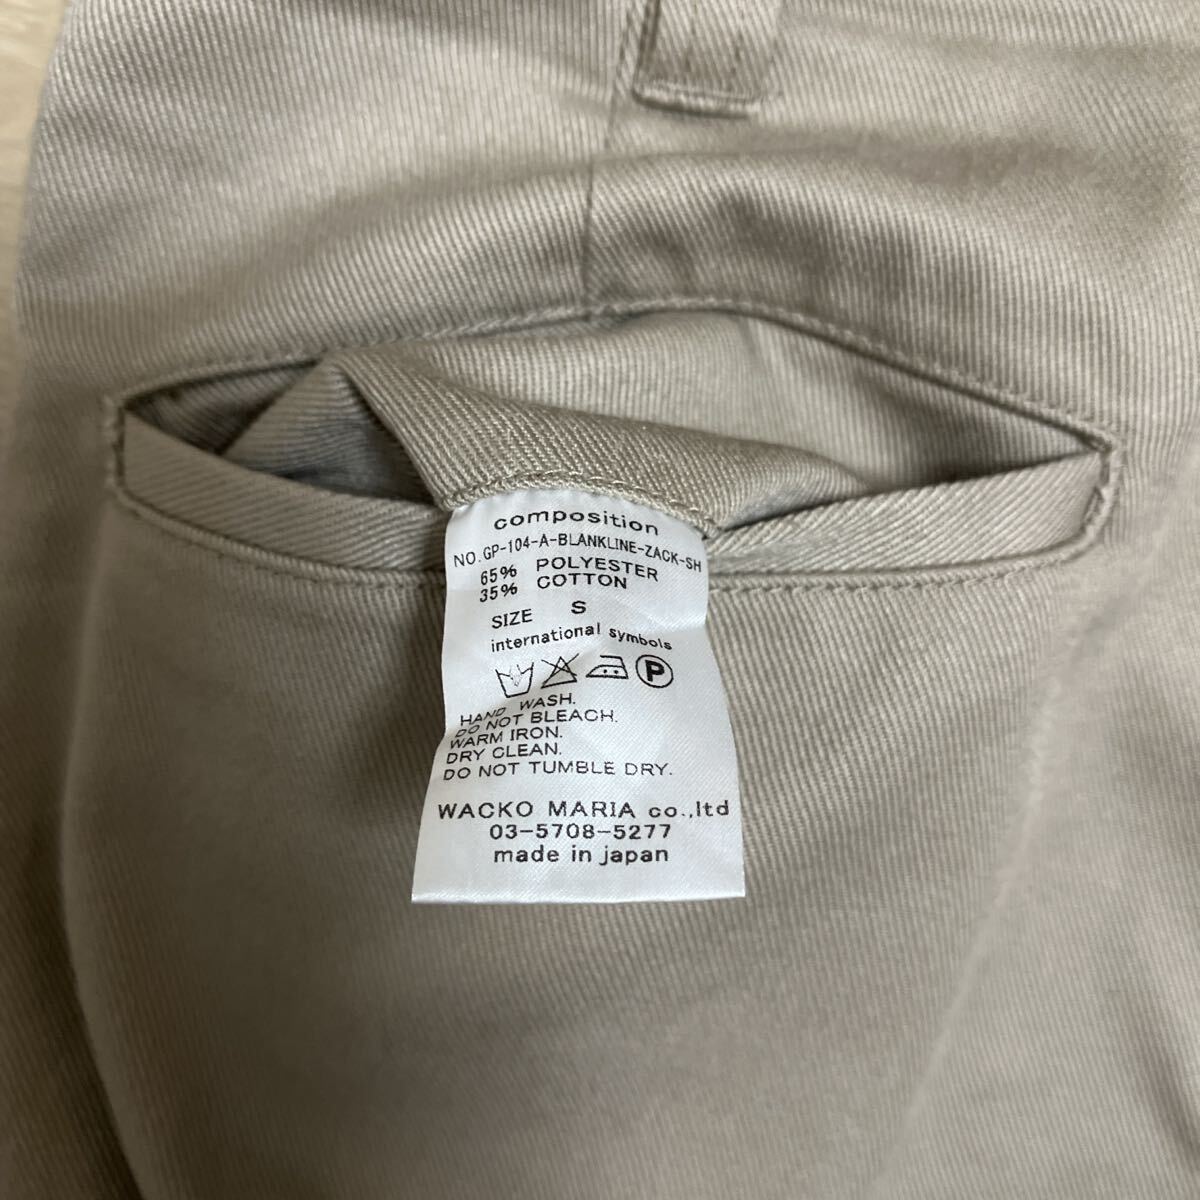 composition
NO.GP-104-A-BLANKLINE-ZACK-SH
65% POLYESTER
35% COTTON
SIZE S
international symbols
P
HAND WASH.
DO NOT BLEACH.
WARM IRON.
DRY CLEAN.
DO NOT TUMBLE DRY.
WACKO MARIA co.,ltd
03-5708-5277
made in japan